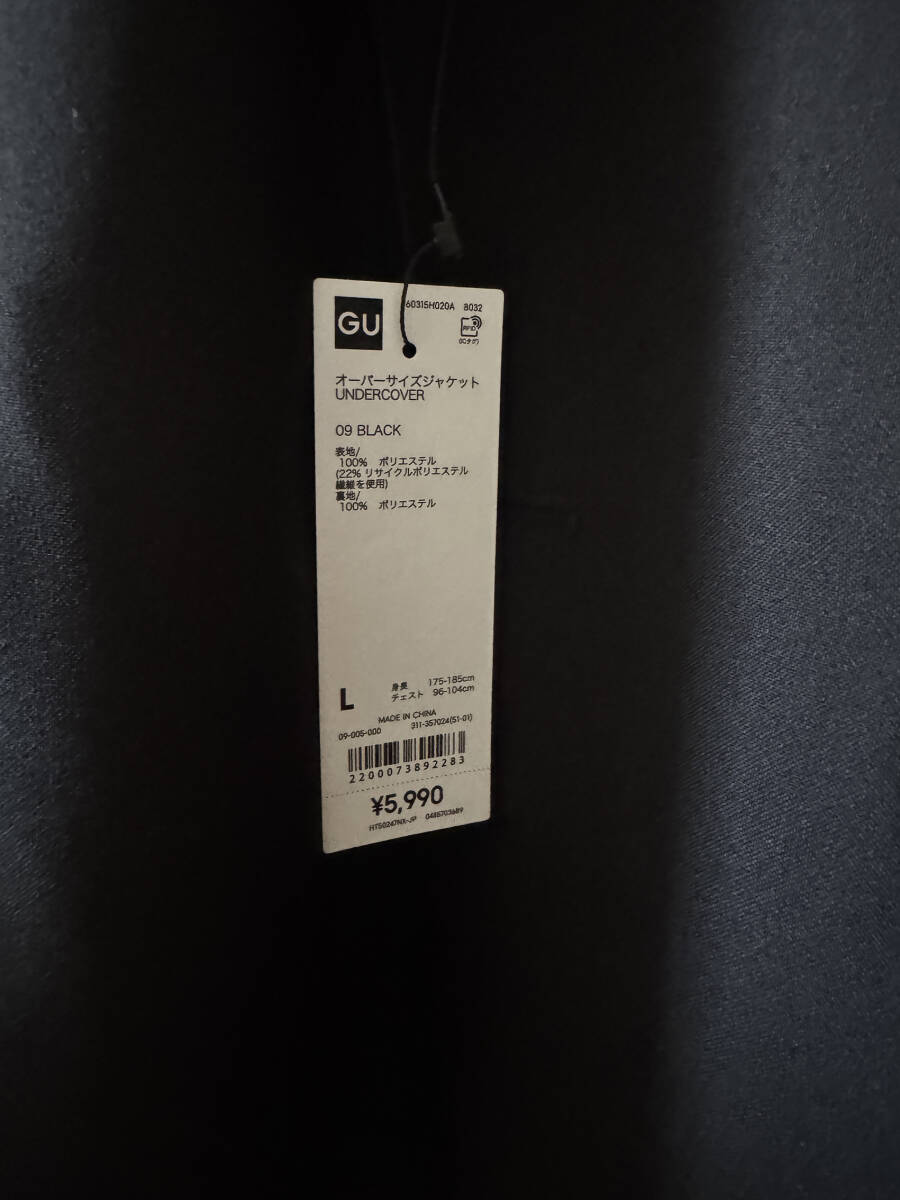 GU
60315H020A 8032
RFID
(ICタグ)
オーバーサイズジャケット
UNDERCOVER
09 BLACK
表地/
100% ポリエステル
(22% リサイクルポリエステル
繊維を使用)
裏地/
100% ポリエステル
L
身長 175-185cm
チェスト 96-104cm
MADE IN CHINA
09-005-000 311-357024(51-01)
2200073892283
¥5,990
HT50247NX-JP